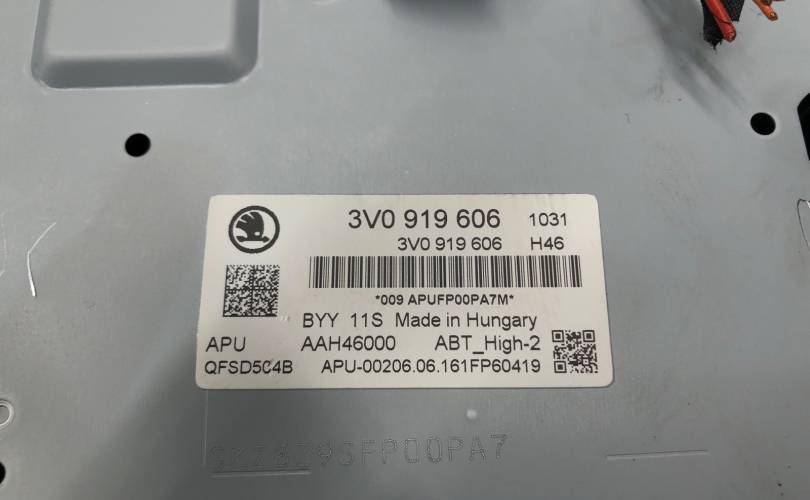 3V0 919 606 1031
3V0 919 606 H46
*009 APUFP00PA7M*
BYY 11S Made in Hungary
APU AAH46000 ABT_High-2
QFSD5C4B APU-00206.06.161FP60419